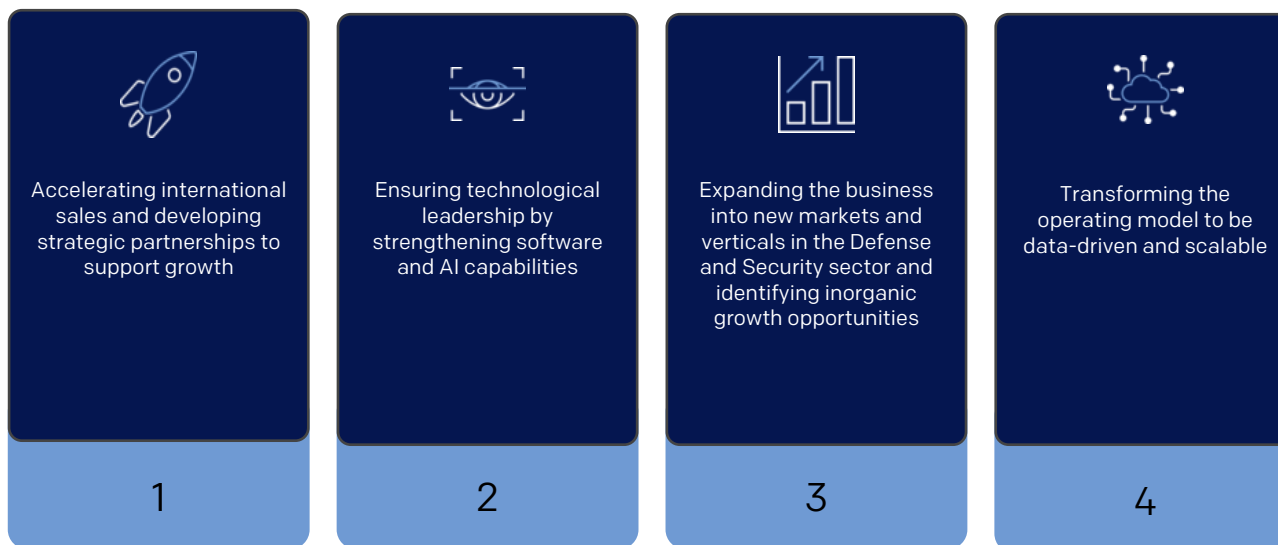 Accelerating international
sales and developing
strategic partnerships to
support growth
1
Ensuring technological
leadership by
strengthening software
and AI capabilities
2
Expanding the business
into new markets and
verticals in the Defense
and Security sector and
identifying inorganic
growth opportunities
3
Transforming the
operating model to be
data-driven and scalable
4